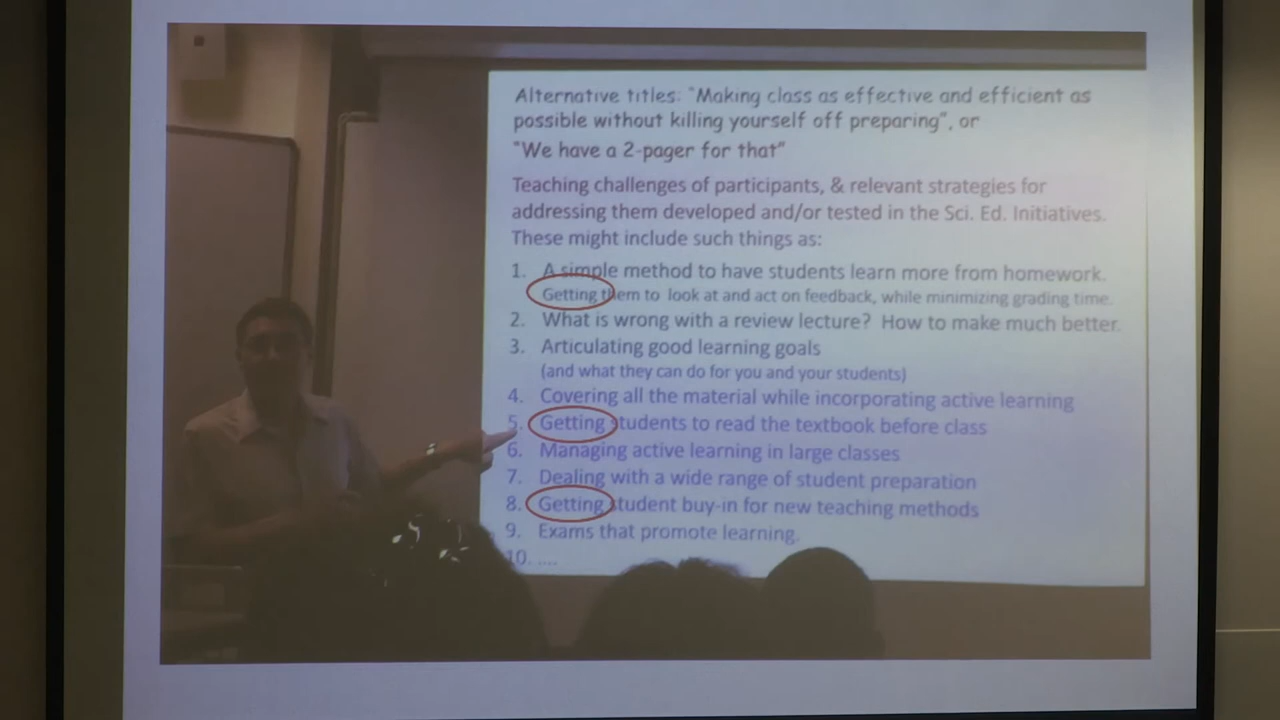 Alternative titles: "Making class as effective and efficient as
possible without killing yourself off preparing", or
"We have a 2-pager for that"
Teaching challenges of participants, & relevant strategies for
addressing them developed and/or tested in the Sci. Ed. Initiatives.
These might include such things as:
1. A simple method to have students learn more from homework.
Getting them to look at and act on feedback, while minimizing grading time.
2. What is wrong with a review lecture? How to make much better.
3. Articulating good learning goals
(and what they can do for you and your students)
4. Covering all the material while incorporating active learning
5. Getting students to read the textbook before class
6. Managing active learning in large classes
7. Dealing with a wide range of student preparation
8. Getting student buy-in for new teaching methods
9. Exams that promote learning.
10. ....